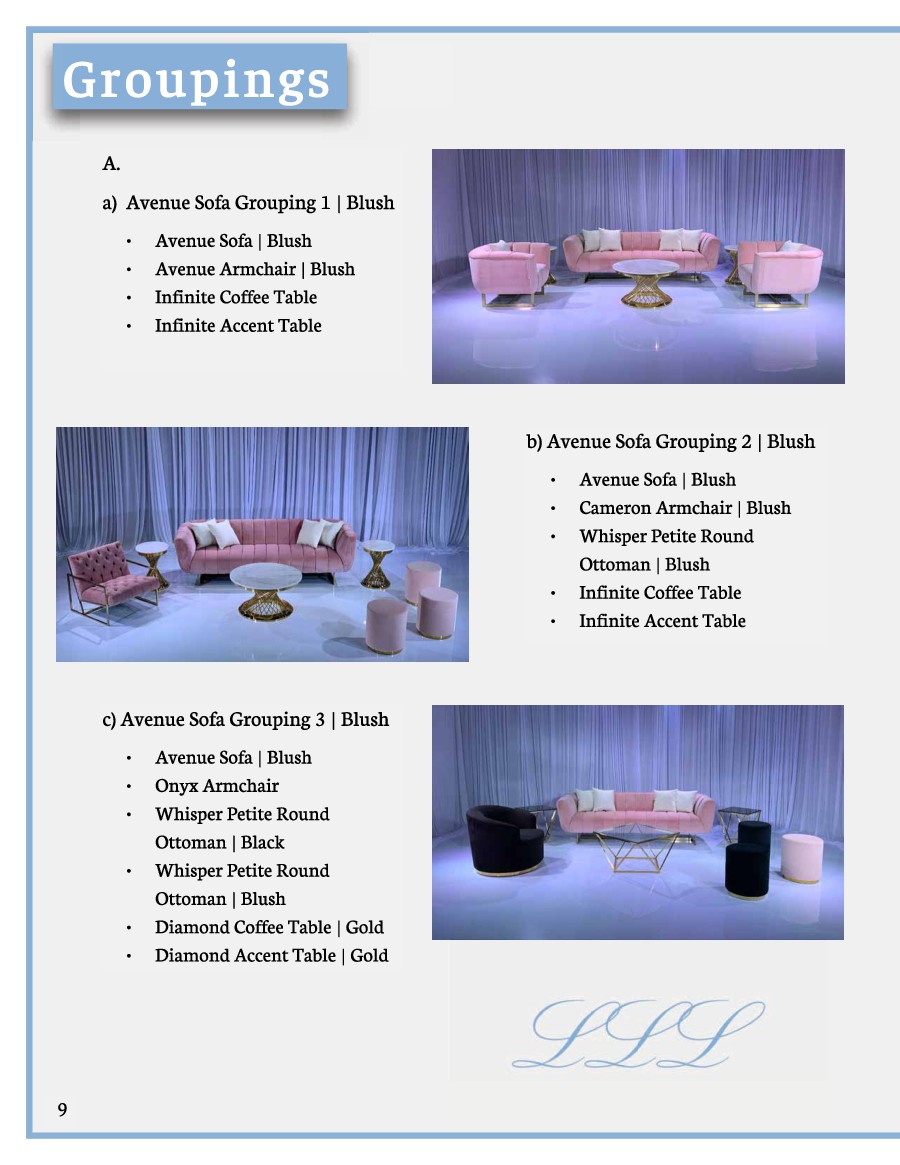 Groupings
A.
a) Avenue Sofa Grouping 1 | Blush
• Avenue Sofa | Blush
• Avenue Armchair | Blush
• Infinite Coffee Table
• Infinite Accent Table
b) Avenue Sofa Grouping 2 | Blush
• Avenue Sofa | Blush
• Cameron Armchair | Blush
• Whisper Petite Round
Ottoman | Blush
• Infinite Coffee Table
• Infinite Accent Table
c) Avenue Sofa Grouping 3 | Blush
• Avenue Sofa | Blush
• Onyx Armchair
• Whisper Petite Round
Ottoman | Black
• Whisper Petite Round
Ottoman | Blush
• Diamond Coffee Table | Gold
• Diamond Accent Table | Gold
LLL
9